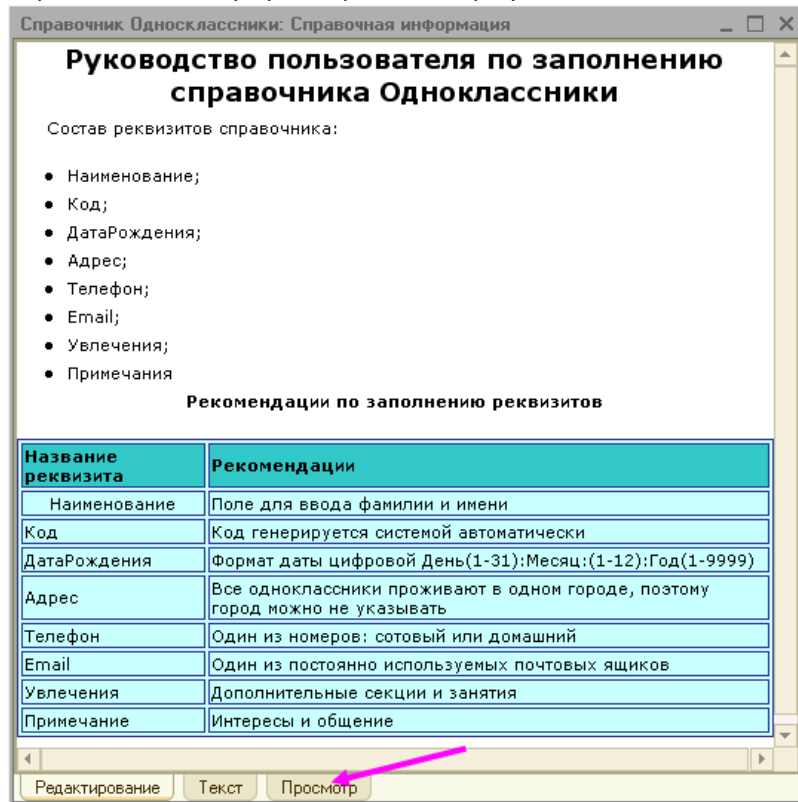 Справочник Односклассники: Справочная информация
Руководство пользователя по заполнению
справочника Одноклассники
Состав реквизитов справочника:
Наименование;
Код;
ДатаРождения;
Адрес;
Телефон;
Email;
Увлечения;
Примечания
Рекомендации по заполнению реквизитов
Название
реквизита
Рекомендации
Наименование
Поле для ввода фамилии и имени
Код
Код генерируется системой автоматически
ДатаРождения
Формат даты цифровой День(1-31):Месяц:(1-12):Год(1-9999)
Адрес
Все одноклассники проживают в одном городе, поэтому
город можно не указывать
Телефон
Один из номеров: сотовый или домашний
Email
Один из постоянно используемых почтовых ящиков
Увлечения
Дополнительные секции и занятия
Примечание
Интересы и общение
Редактирование
Текст
Просмотр